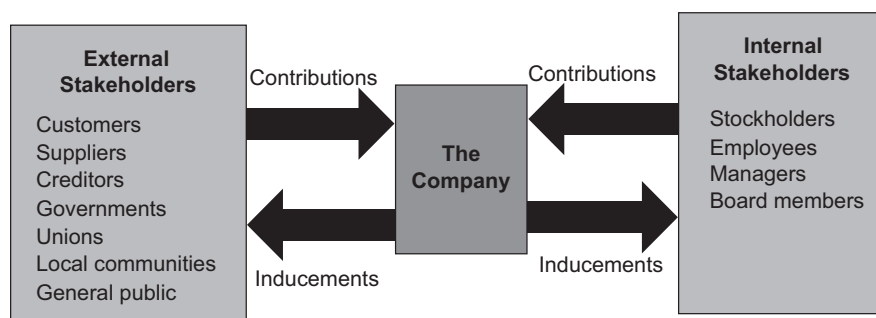 External
Stakeholders
Customers
Suppliers
Creditors
Governments
Unions
Local communities
General public
Contributions
Inducements
The
Company
Contributions
Inducements
Internal
Stakeholders
Stockholders
Employees
Managers
Board members